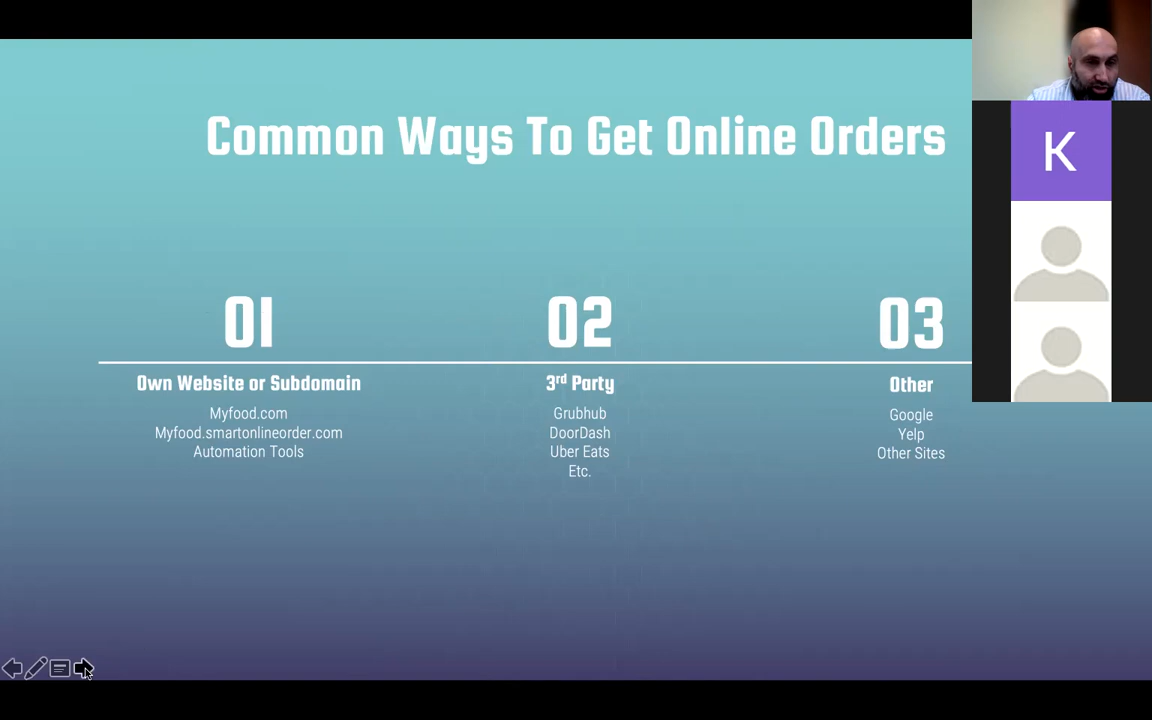 Common Ways To Get Online Orders
K
01
Own Website or Subdomain
Myfood.com
Myfood.smartonlineorder.com
Automation Tools
02
3rd Party
Grubhub
DoorDash
Uber Eats
Etc.
03
Other
Google
Yelp
Other Sites